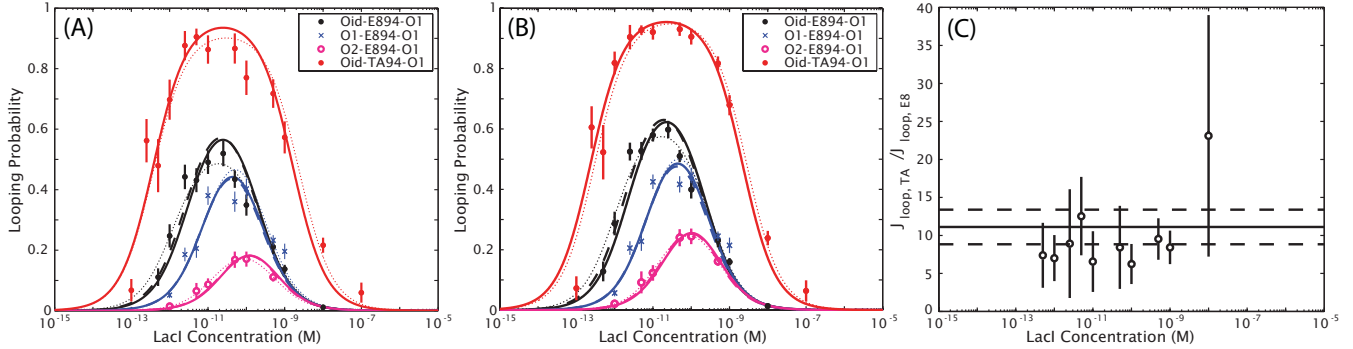 (A)
Oid-E894-O1
O1-E894-O1
O2-E894-O1
Oid-TA94-O1
Looping Probability
1
0.8
0.6
0.4
0.2
0
10-15 10-13 10-11 10-9 10-7 10-5
LacI Concentration (M)
(B)
Oid-E894-O1
O1-E894-O1
O2-E894-O1
Oid-TA94-O1
Looping Probability
1
0.8
0.6
0.4
0.2
0
10-15 10-13 10-11 10-9 10-7 10-5
LacI Concentration (M)
(C)
J loop, TA /J loop, E8
40
35
30
25
20
15
10
5
0
10-15 10-13 10-11 10-9 10-7 10-5
LacI Concentration (M)